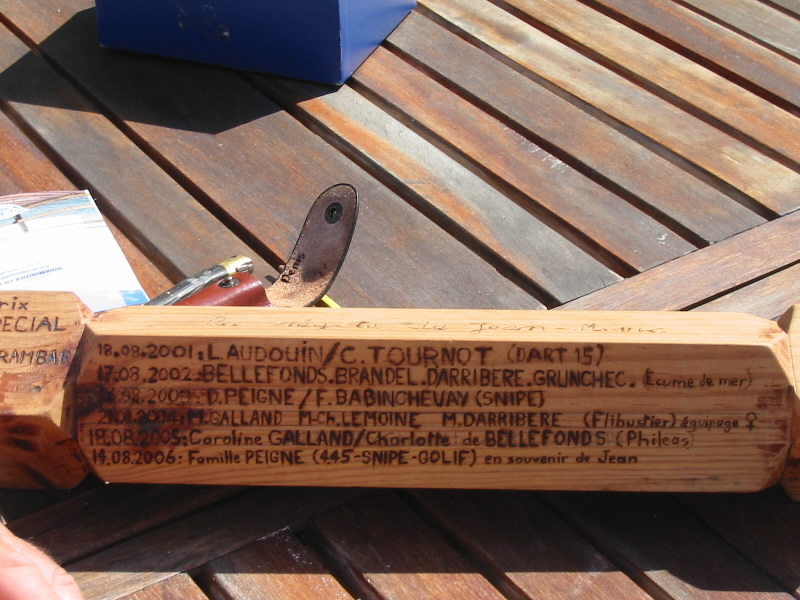 rix
PECIAL
RAMBAR
18.08.2001: L.AUDOUIN/C.TOURNOT (DART 15)
17.08.2002: BELLEFONDS.BRANDEL.DARRIBERE.GRUNCHEC. (Ecume de mer)
D.PEIGNE/F.BABINCHEVAY (SNIPE)
M.GALLAND M-Ch.LEMOINE M.DARRIBERE (Flibustier) équipage ♀
19.08.2005: Caroline GALLAND/Charlotte de BELLEFONDS (Phileas)
14.08.2006: Famille PEIGNE (445-SNIPE-GOLIF) en souvenir de Jean